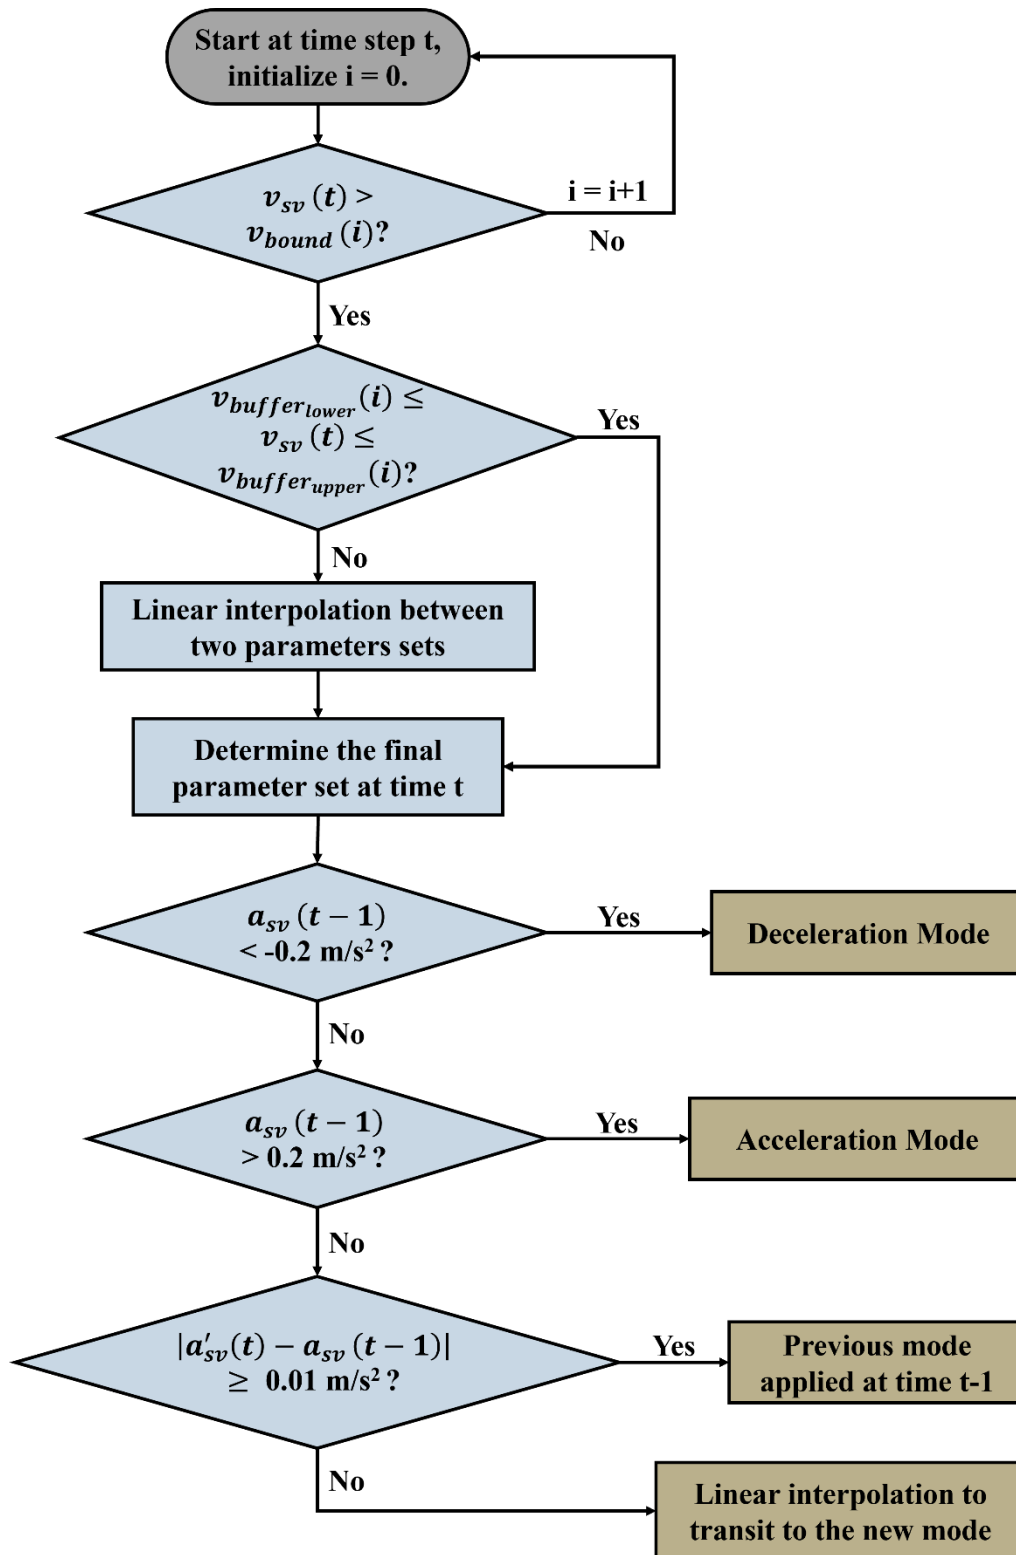 Start at time step t,
initialize i = 0.
v_sv (t) >
v_bound (i)?
i = i+1
No
Yes
v_buffer_lower (i) ≤
v_sv (t) ≤
v_buffer_upper (i)?
Yes
No
Linear interpolation between
two parameters sets
Determine the final
parameter set at time t
a_sv (t − 1)
< -0.2 m/s² ?
Yes
Deceleration Mode
No
a_sv (t − 1)
> 0.2 m/s² ?
Yes
Acceleration Mode
No
|a'_sv(t) − a_sv (t − 1)|
≥ 0.01 m/s² ?
Yes
Previous mode
applied at time t-1
No
Linear interpolation to
transit to the new mode